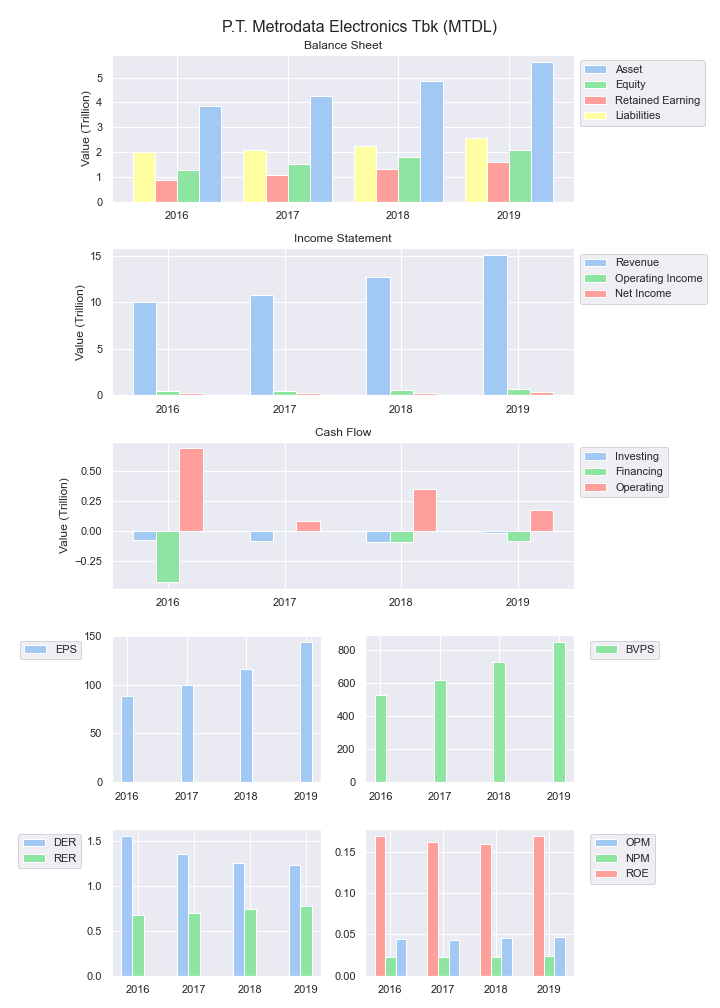 P.T. Metrodata Electronics Tbk (MTDL)
Balance Sheet
Value (Trillion)
5
4
3
2
1
0
2016 2017 2018 2019
Asset
Equity
Retained Earning
Liabilities
Income Statement
Value (Trillion)
15
10
5
0
2016 2017 2018 2019
Revenue
Operating Income
Net Income
Cash Flow
Value (Trillion)
0.50
0.25
0.00
−0.25
2016 2017 2018 2019
Investing
Financing
Operating
EPS
150
100
50
0
2016 2017 2018 2019
800
600
400
200
0
2016 2017 2018 2019
BVPS
DER
RER
1.5
1.0
0.5
0.0
2016 2017 2018 2019
0.15
0.10
0.05
0.00
2016 2017 2018 2019
OPM
NPM
ROE